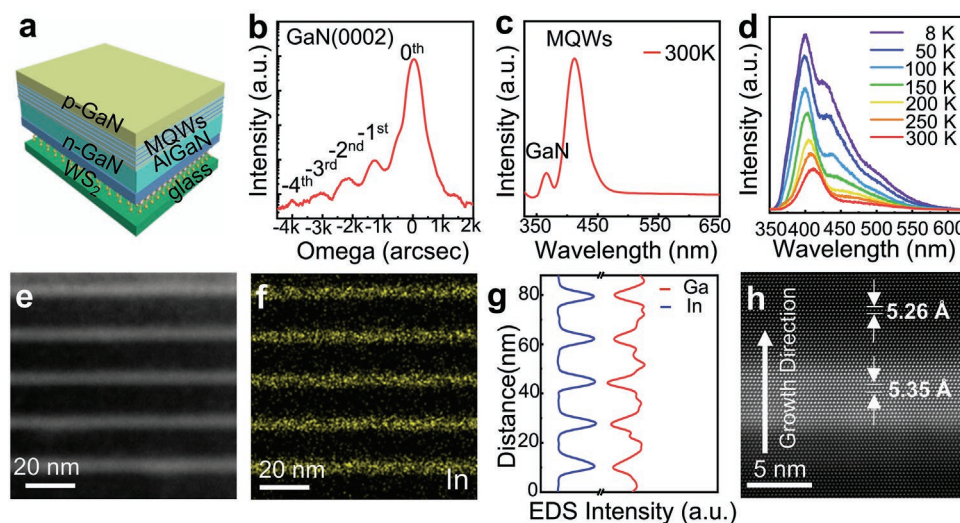 a
p-GaN
n-GaN
WS2
MQWs
AlGaN
glass
b
GaN(0002)
0th
-1st
-2nd
-3rd
-4th
Intensity (a.u.)
-4k -3k -2k -1k 0 1k 2k
Omega (arcsec)
c
MQWs
300K
GaN
Intensity (a.u.)
350 450 550 650
Wavelength (nm)
d
8 K
50 K
100 K
150 K
200 K
250 K
300 K
Intensity (a.u.)
350 400 450 500 550 600
Wavelength (nm)
e
20 nm
f
20 nm
In
g
Ga
In
80
60
40
20
0
Distance(nm)
EDS Intensity (a.u.)
h
5.26 Å
5.35 Å
Growth Direction
5 nm